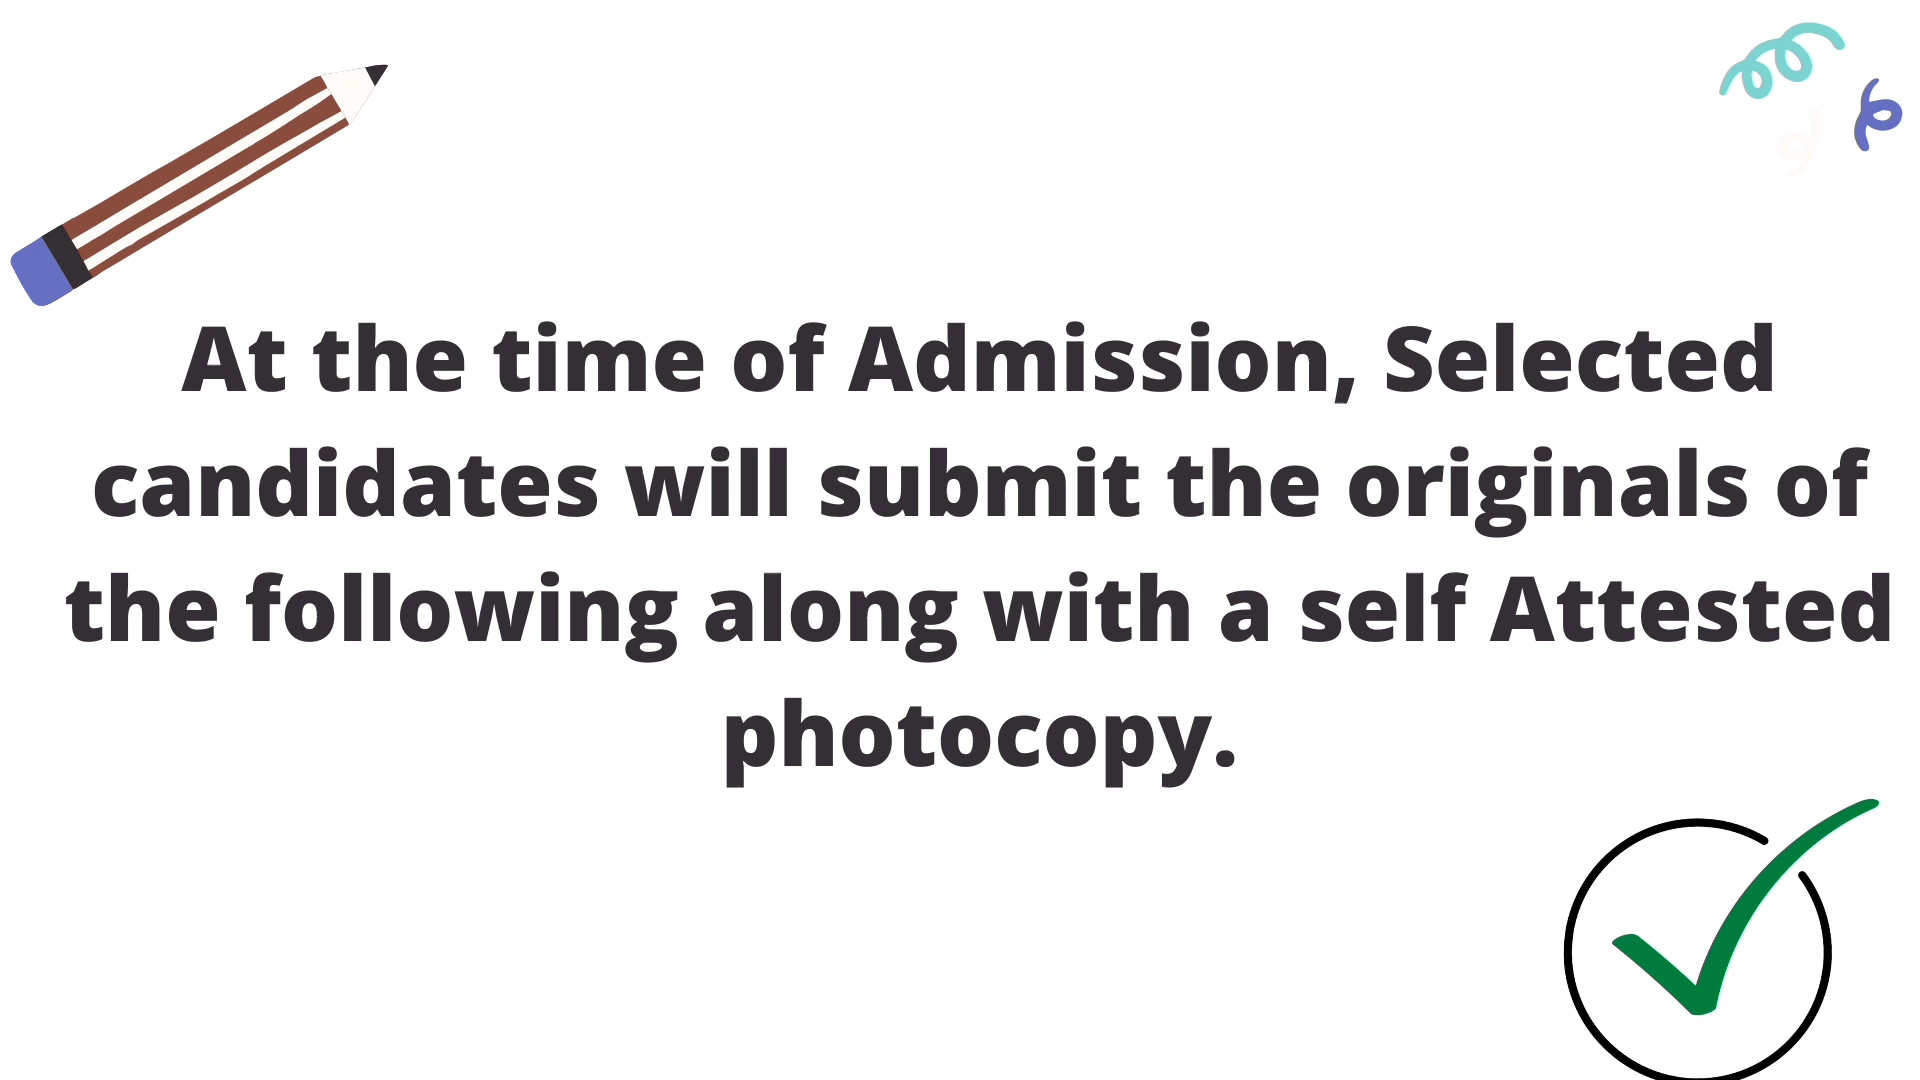 At the time of Admission, Selected
candidates will submit the originals of
the following along with a self Attested
photocopy.